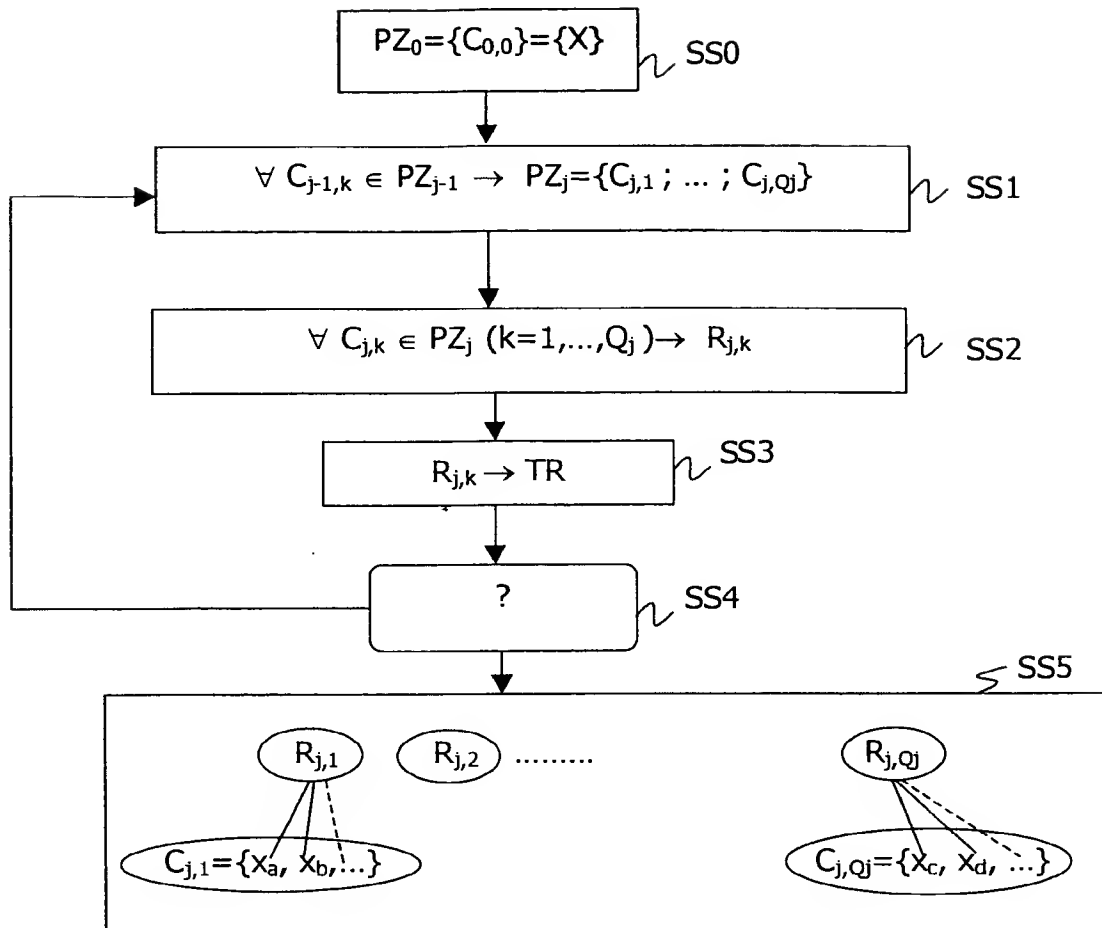 PZ₀={C₀,₀}={X}
SS0
∀ Cⱼ₋₁,ₖ ∈ PZⱼ₋₁ → PZⱼ={Cⱼ,₁ ; ... ; Cⱼ,Qj}
SS1
∀ Cⱼ,ₖ ∈ PZⱼ (k=1,...,Qⱼ)→ Rⱼ,ₖ
SS2
Rⱼ,ₖ → TR
SS3
?
SS4
SS5
Rⱼ,₁ Rⱼ,₂ ......... Rⱼ,Qj
Cⱼ,₁={xₐ, x_b,...} Cⱼ,Qj={x_c, x_d, ...}